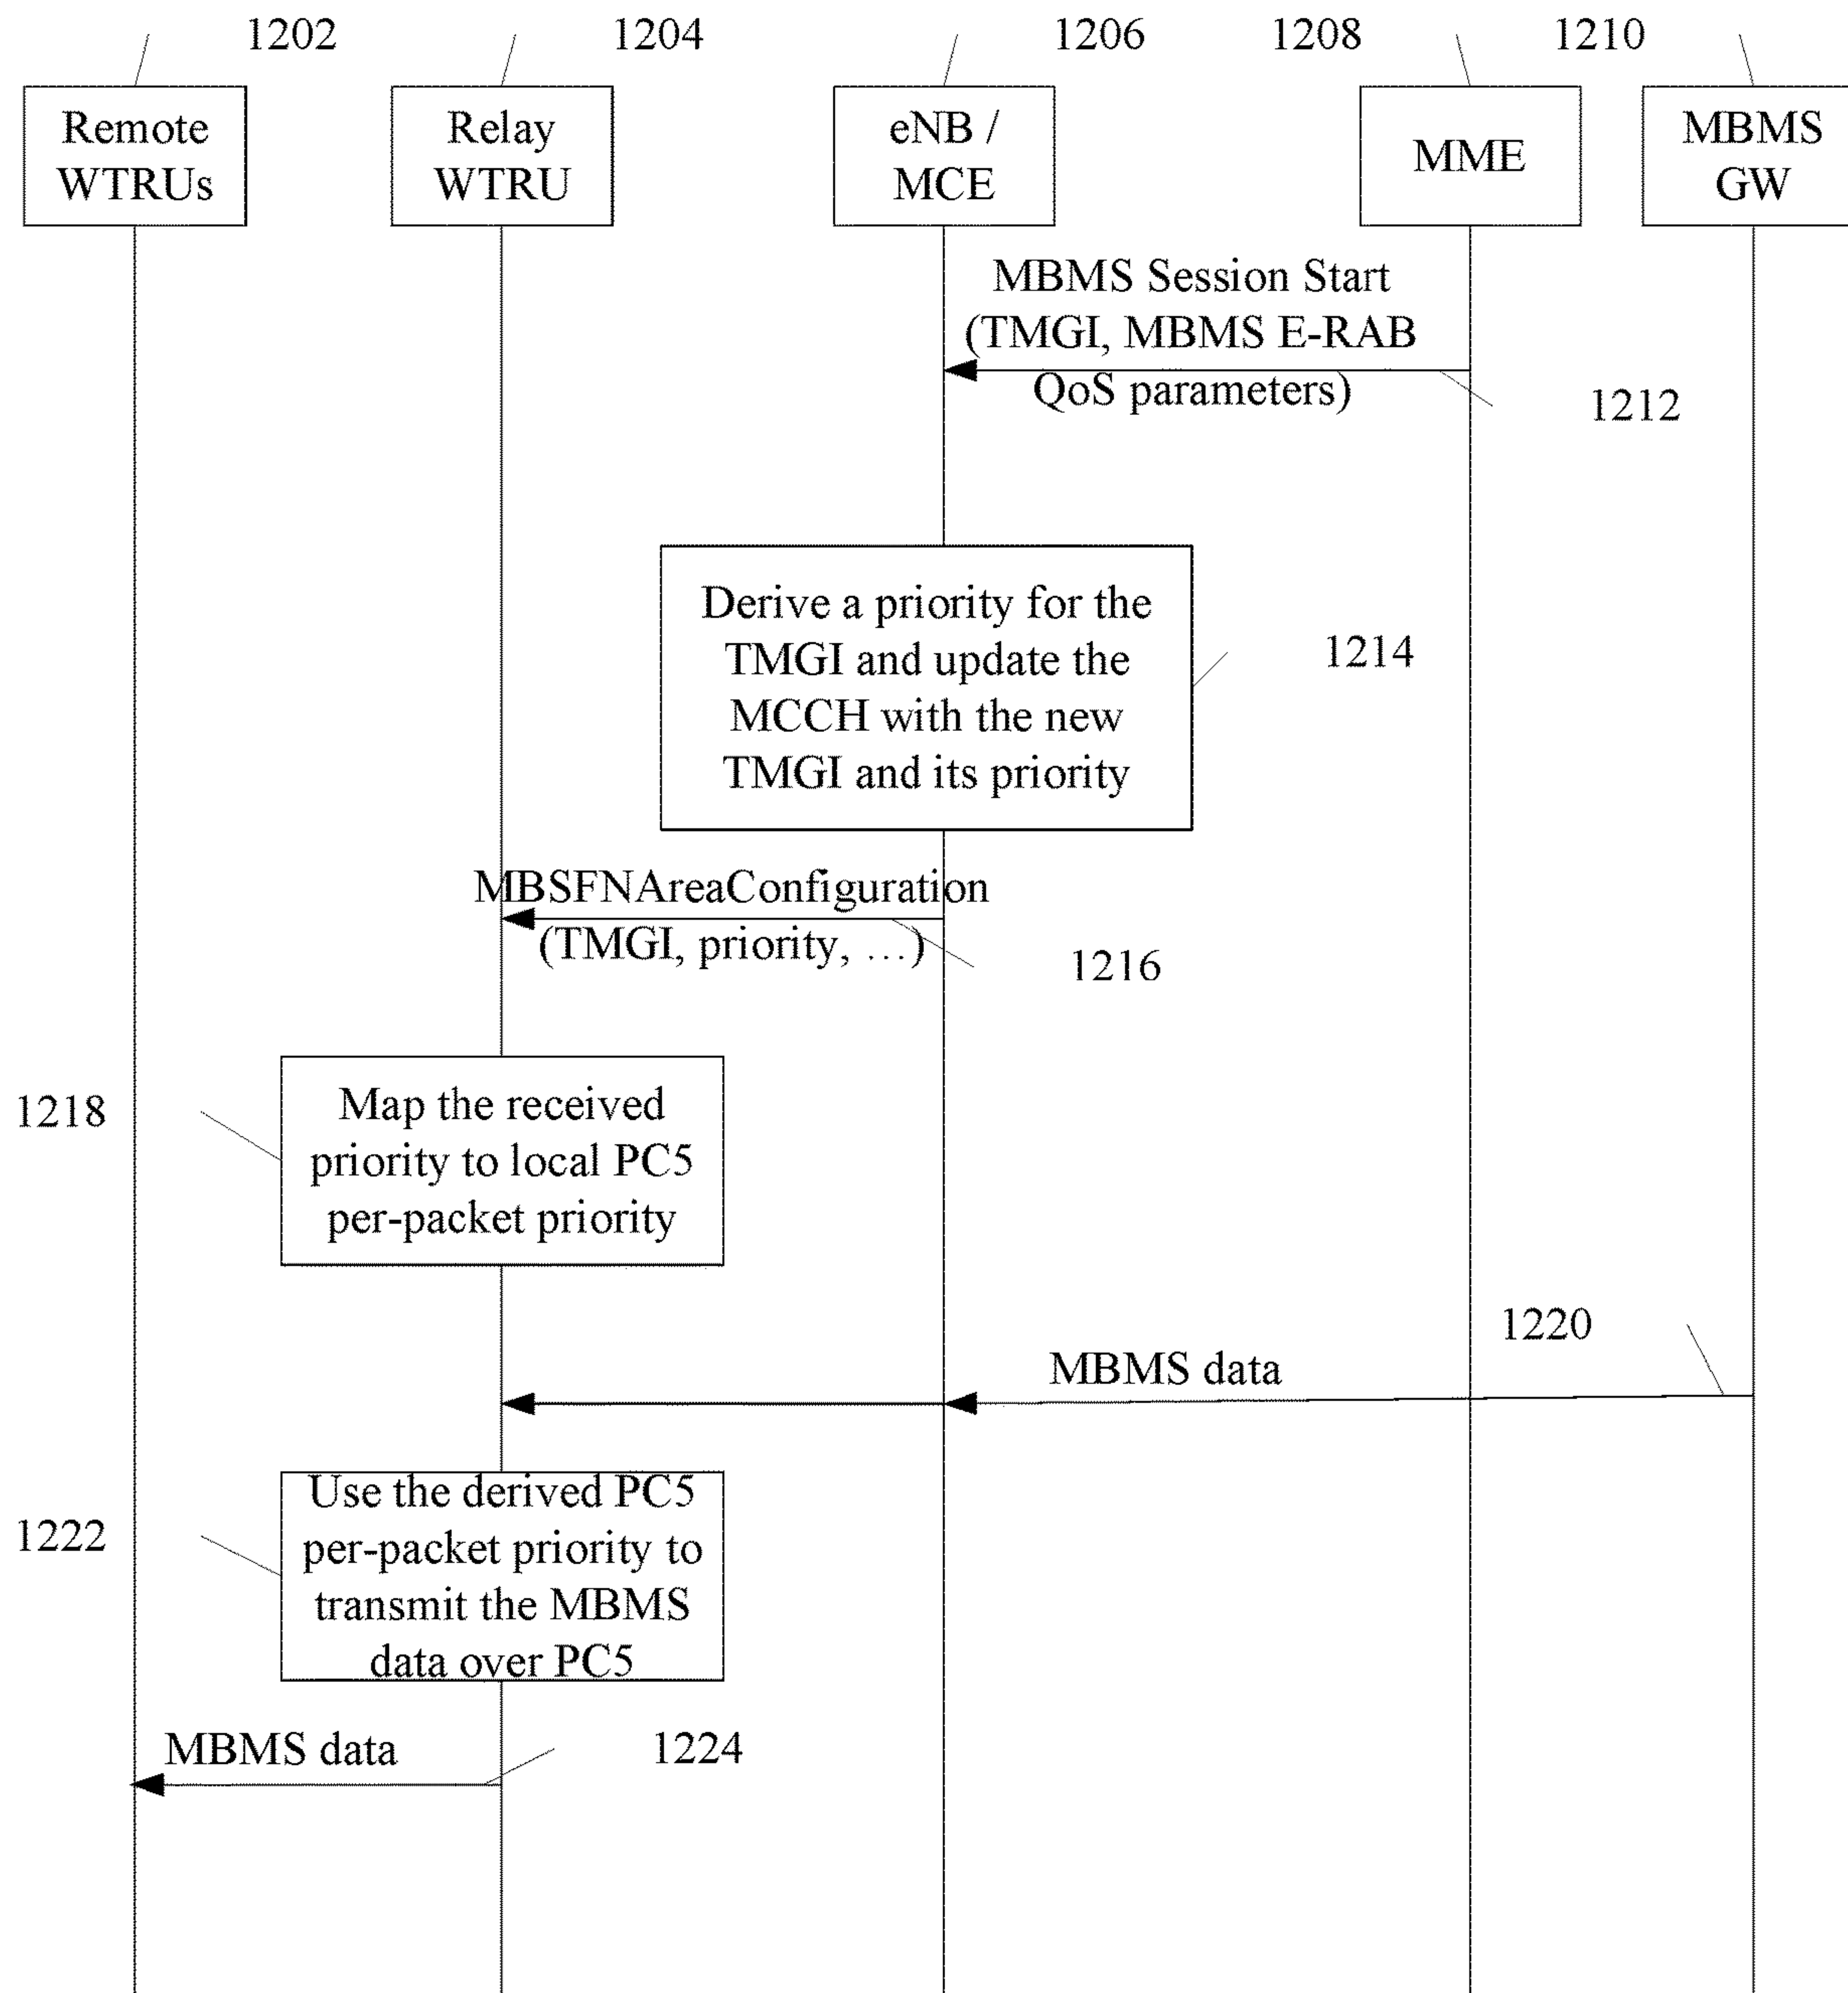 1202
1204
1206
1208
1210
Remote
WTRUs
Relay
WTRU
eNB /
MCE
MME
MBMS
GW
MBMS Session Start
(TMGI, MBMS E-RAB
QoS parameters)
1212
Derive a priority for the
TMGI and update the
MCCH with the new
TMGI and its priority
1214
MBSFNAreaConfiguration
(TMGI, priority, …)
1216
1218
Map the received
priority to local PC5
per-packet priority
1220
MBMS data
1222
Use the derived PC5
per-packet priority to
transmit the MBMS
data over PC5
MBMS data
1224